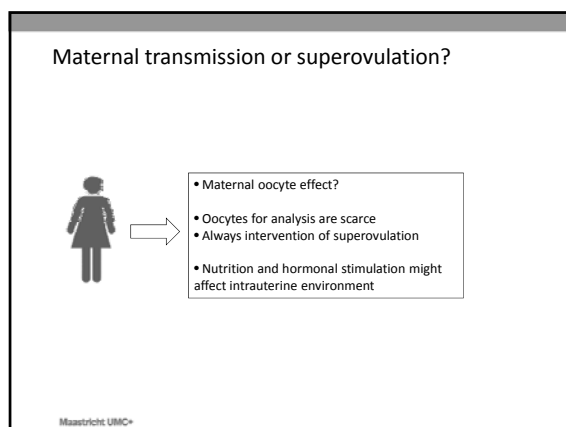 Maternal transmission or superovulation?
• Maternal oocyte effect?
• Oocytes for analysis are scarce
• Always intervention of superovulation
• Nutrition and hormonal stimulation might
affect intrauterine environment
Maastricht UMC+